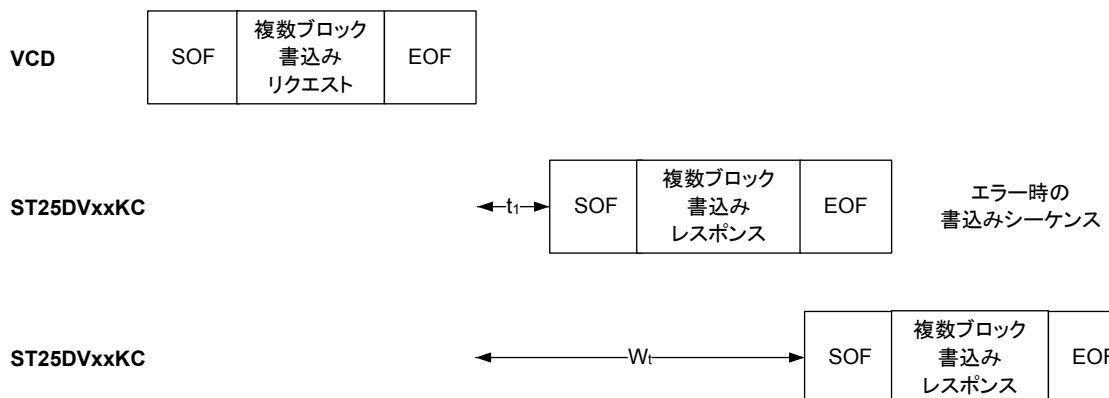 VCD
SOF
複数ブロック
書込み
リクエスト
EOF
ST25DVxxKC
t1
SOF
複数ブロック
書込み
レスポンス
EOF
エラー時の
書込みシーケンス
ST25DVxxKC
Wt
SOF
複数ブロック
書込み
レスポンス
EOF